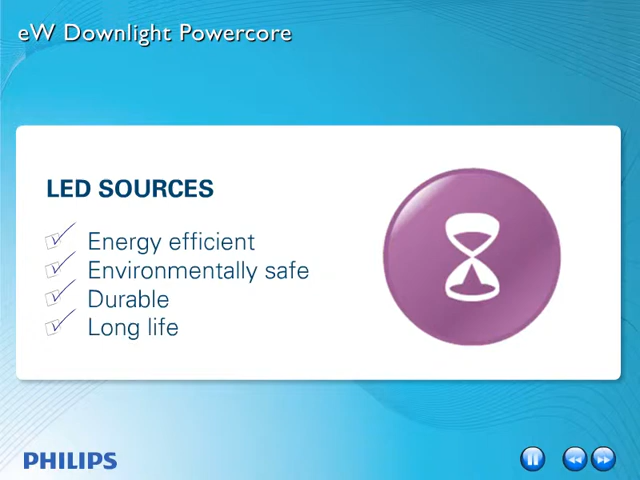 eW Downlight Powercore
LED SOURCES
Energy efficient
Environmentally safe
Durable
Long life
PHILIPS